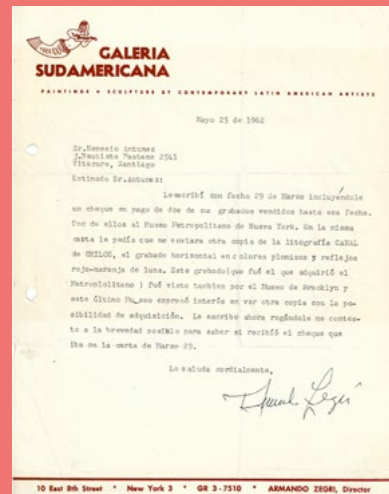 GALERIA
SUDAMERICANA
PAINTINGS • SCULPTURE BY CONTEMPORARY LATIN AMERICAN ARTISTS
Mayo 25 de 1962
Sr.Nemesio Antunez
J.Bautista Pastene 2541
Vitacura, Santiago
Estimado Sr.Antunez:
Le escribí con fecha 29 de Marzo incluyéndole
un cheque en pago de dos de sus grabados vendidos hasta esa fecha.
Uno de ellos al Museo Metropolitano de Nueva York. En la misma
carta le pedía que me enviara otra copia de la litografía CANAL
de CHILOE, el grabado horizontal en colores plomizos y reflejos
rojo-naranja de luna. Este grabado(que fué el que adquirió el
Metropololitano ) fué visto tambien por el Museo de Brooklyn y
este último Mu_seo expresó interés en ver otra copia con la po-
sibilidad de adquisición. Le escribo ahora rogándole me contes-
te a la brevedad posible para saber si recibió el cheque que
iba en la carta de Marzo 29.
Lo saluda cordialmente,
Armando Zegrí
10 East 8th Street * New York 3 * GR 3-7510 * ARMANDO ZEGRI, Director